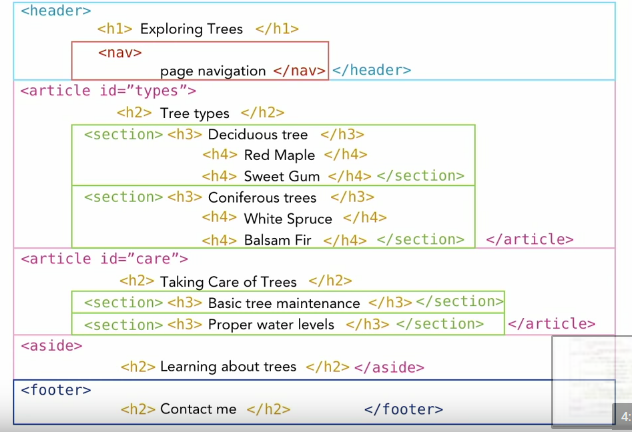 <header>
<h1> Exploring Trees </h1>
<nav>
page navigation </nav> </header>
<article id=”types”>
<h2> Tree types </h2>
<section> <h3> Deciduous tree </h3>
<h4> Red Maple </h4>
<h4> Sweet Gum </h4> </section>
<section> <h3> Coniferous trees </h3>
<h4> White Spruce </h4>
<h4> Balsam Fir </h4> </section> </article>
<article id=”care”>
<h2> Taking Care of Trees </h2>
<section> <h3> Basic tree maintenance </h3> </section>
<section> <h3> Proper water levels </h3> </section> </article>
<aside>
<h2> Learning about trees </h2> </aside>
<footer>
<h2> Contact me </h2> </footer>
4: